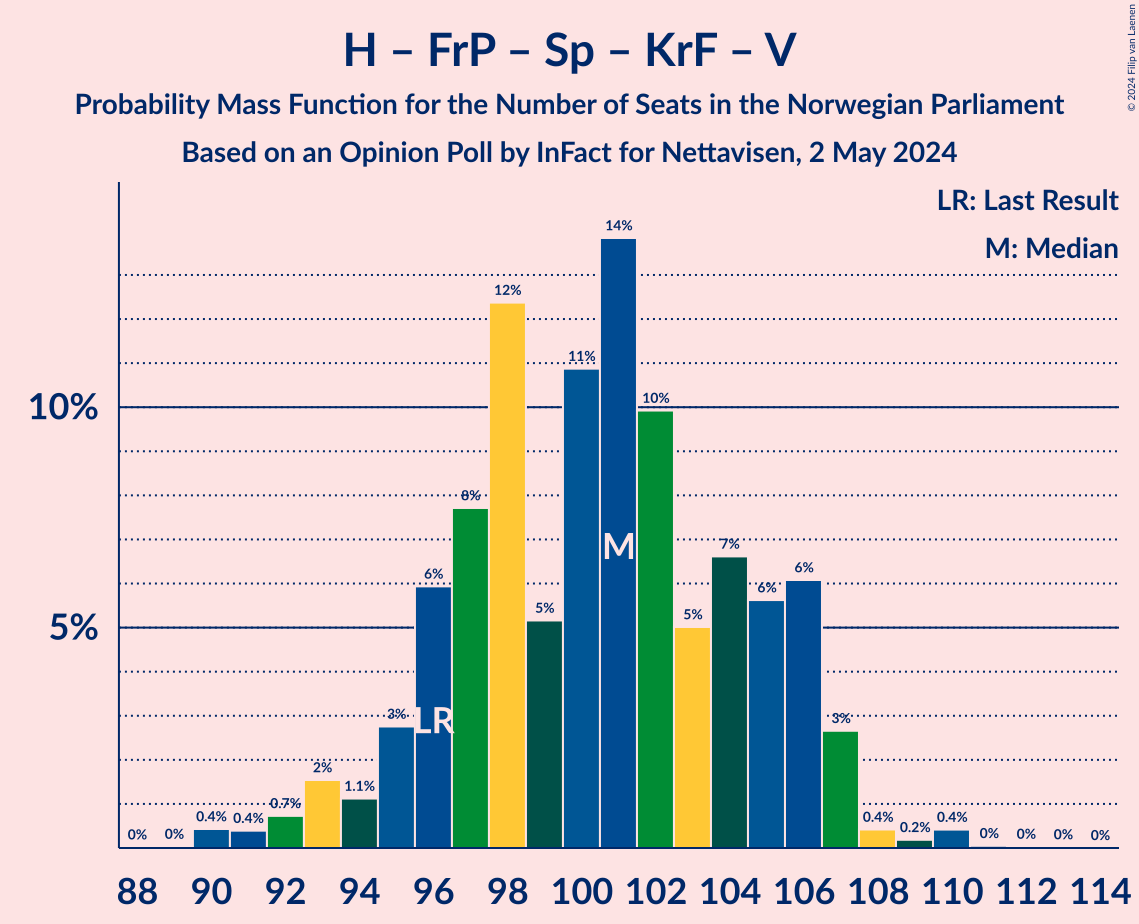 © 2024 Filip van Laenen
H – FrP – Sp – KrF – V
Probability Mass Function for the Number of Seats in the Norwegian Parliament
Based on an Opinion Poll by InFact for Nettavisen, 2 May 2024
LR: Last Result
M: Median
10%
5%
0% 0% 0.4% 0.4% 0.7% 2% 1.1% 3% 6% 8% 12% 5% 11% 14% 10% 5% 7% 6% 6% 3% 0.4% 0.2% 0.4% 0% 0% 0% 0%
LR
M
88 90 92 94 96 98 100 102 104 106 108 110 112 114